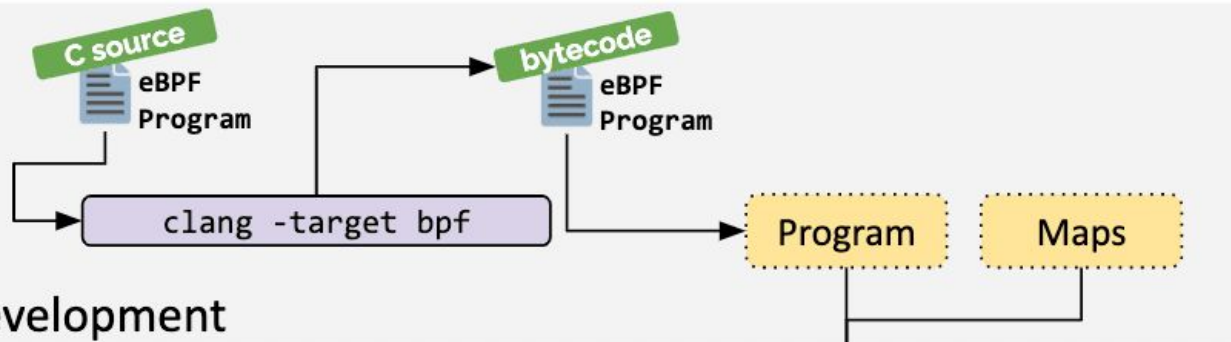 C source
eBPF
Program
bytecode
eBPF
Program
clang -target bpf
Program
Maps
velopment